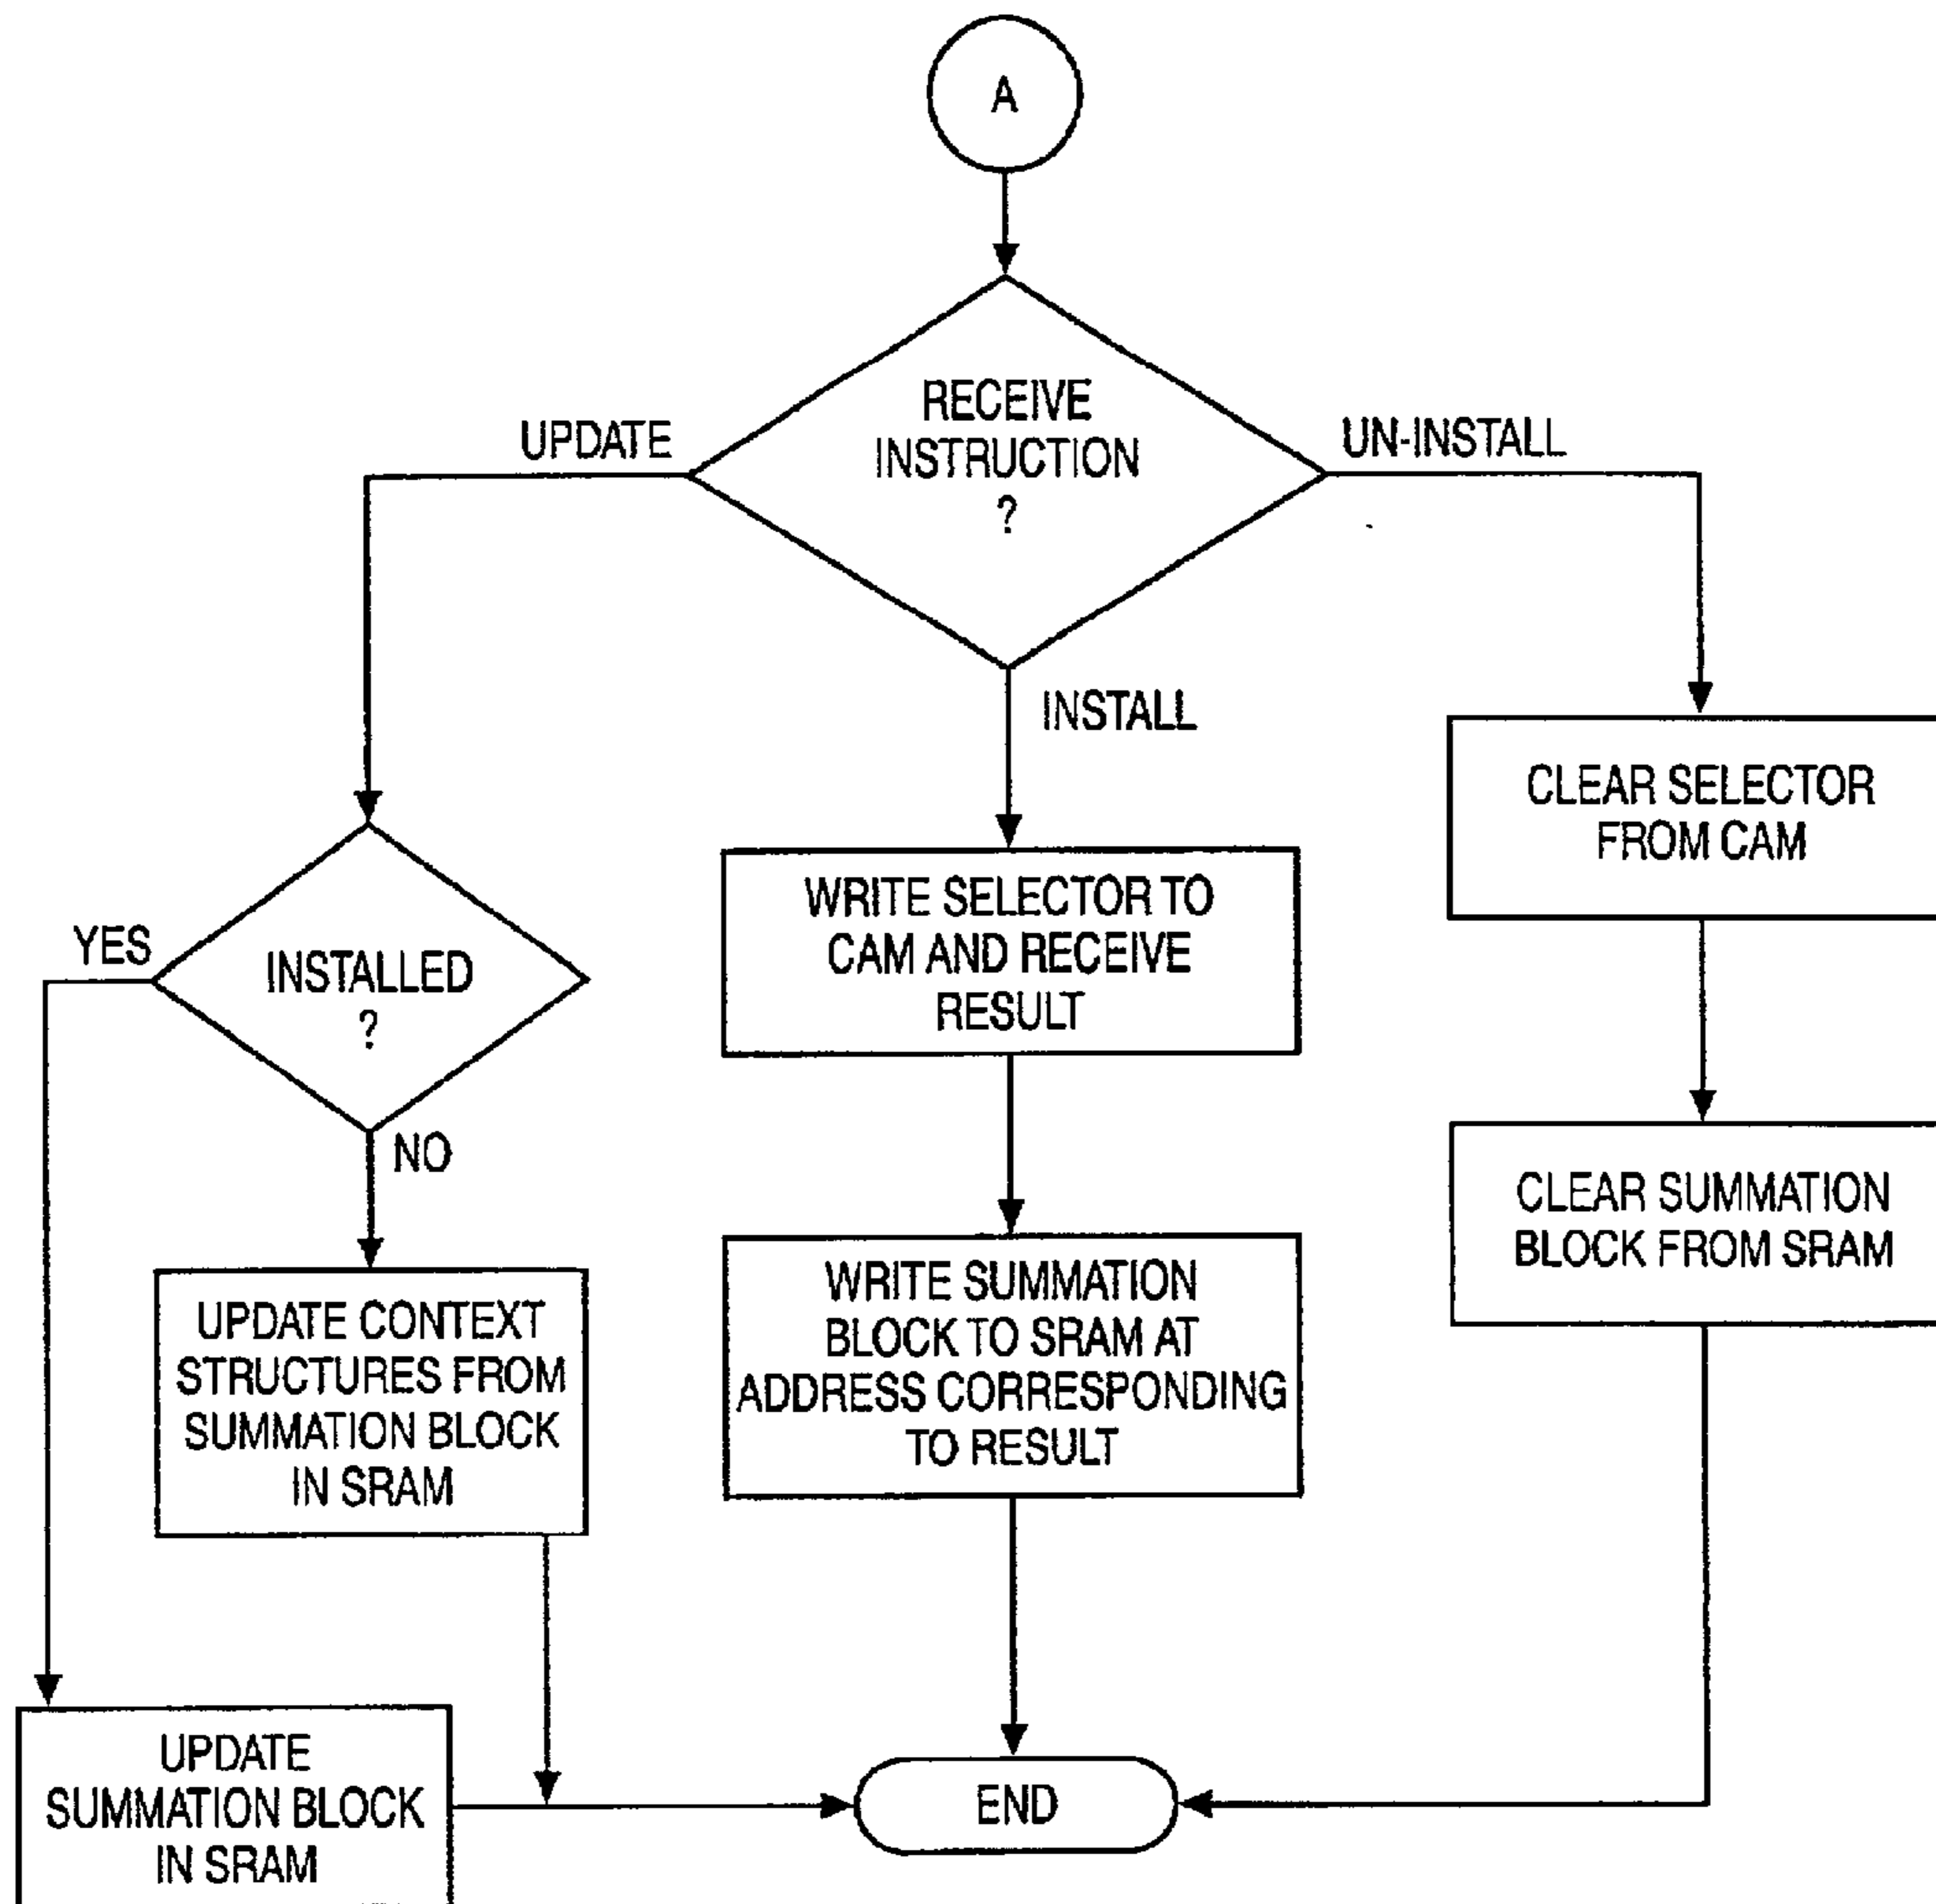 A
RECEIVE
INSTRUCTION
?
UPDATE
UN-INSTALL
INSTALL
CLEAR SELECTOR
FROM CAM
INSTALLED
?
YES
NO
WRITE SELECTOR TO
CAM AND RECEIVE
RESULT
CLEAR SUMMATION
BLOCK FROM SRAM
UPDATE CONTEXT
STRUCTURES FROM
SUMMATION BLOCK
IN SRAM
WRITE SUMMATION
BLOCK TO SRAM AT
ADDRESS CORRESPONDING
TO RESULT
UPDATE
SUMMATION BLOCK
IN SRAM
END